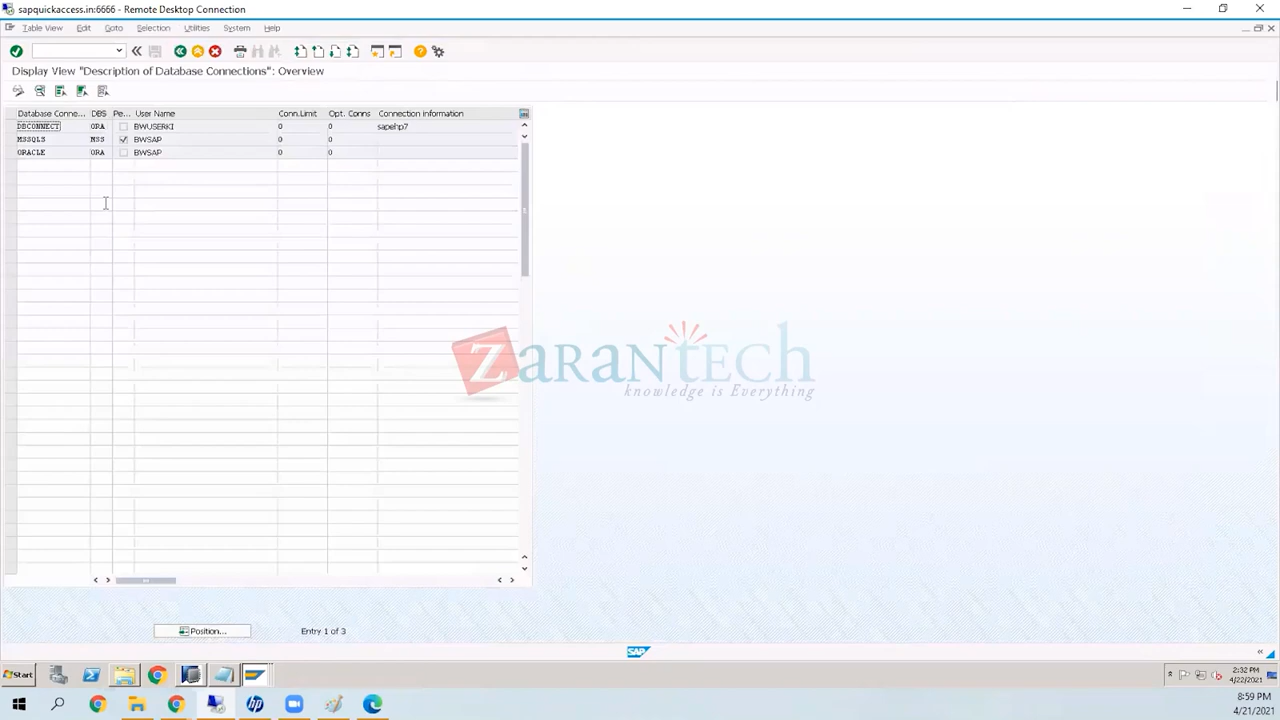 sapquickaccess.in:6666 - Remote Desktop Connection
Table View Edit Goto Selection Utilities System Help
Display View "Description of Database Connections": Overview
Database Conne... DBS Pe... User Name Conn.Limit Opt. Conns Connection information
DBCONNECT ORA BWUSERKI 0 0 sapehp7
MSSQLS MSS BWSAP 0 0
ORACLE ORA BWSAP 0 0
ZARANtech
knowledge is Everything
Position... Entry 1 of 3
SAP
Start
2:32 PM
4/22/2021
8:59 PM
4/21/2021